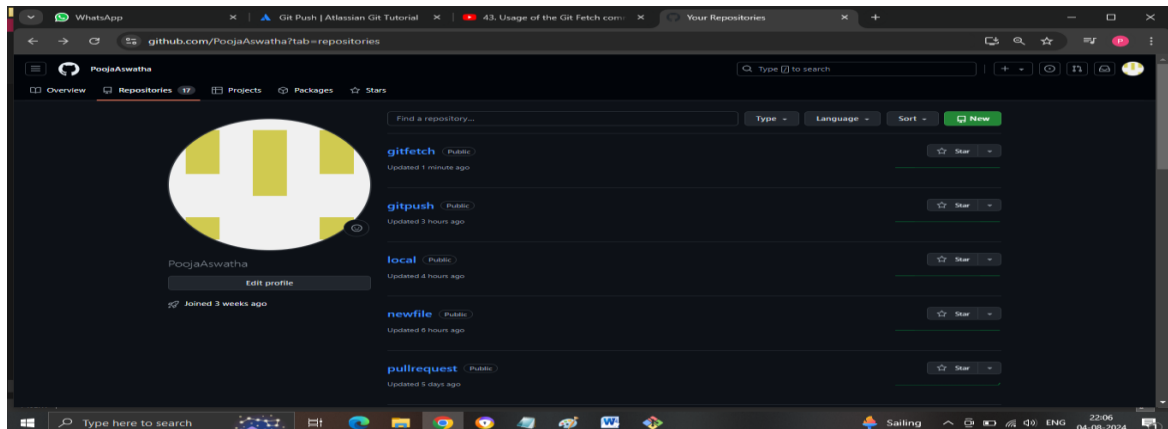 WhatsApp
Git Push | Atlassian Git Tutorial
43. Usage of the Git Fetch com
Your Repositories
github.com/PoojaAswatha?tab=repositories
P
PoojaAswatha
Type / to search
Overview
Repositories 17
Projects
Packages
Stars
Find a repository...
Type
Language
Sort
New
gitfetch Public
Star
Updated 1 minute ago
gitpush Public
Star
Updated 3 hours ago
local Public
Star
Updated 4 hours ago
PoojaAswatha
Edit profile
Joined 3 weeks ago
newfile Public
Star
Updated 6 hours ago
pullrequest Public
Star
Updated 5 days ago
Type here to search
Sailing
ENG
22:06
04-08-2024